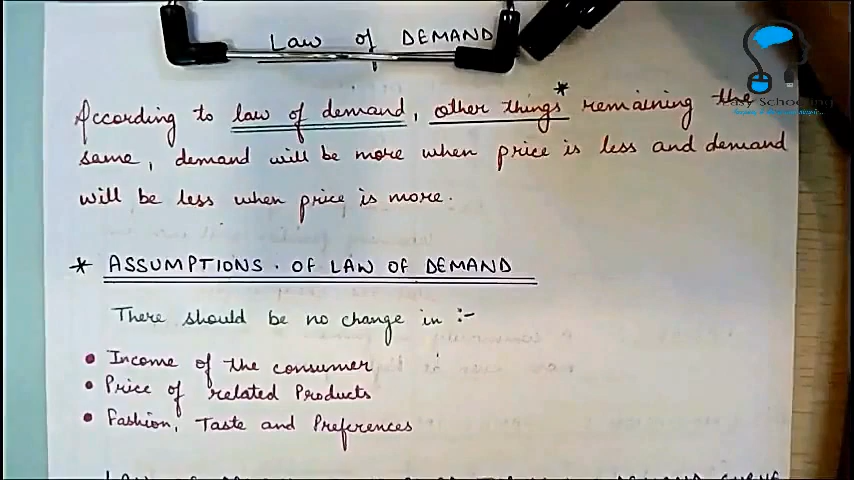 Law of DEMAND
Easy Schooling
According to law of demand, other things* remaining the
same, demand will be more when price is less and demand
will be less when price is more.
* ASSUMPTIONS OF LAW OF DEMAND
There should be no change in :-
• Income of the consumer
• Price of related Products
• Fashion, Taste and Preferences